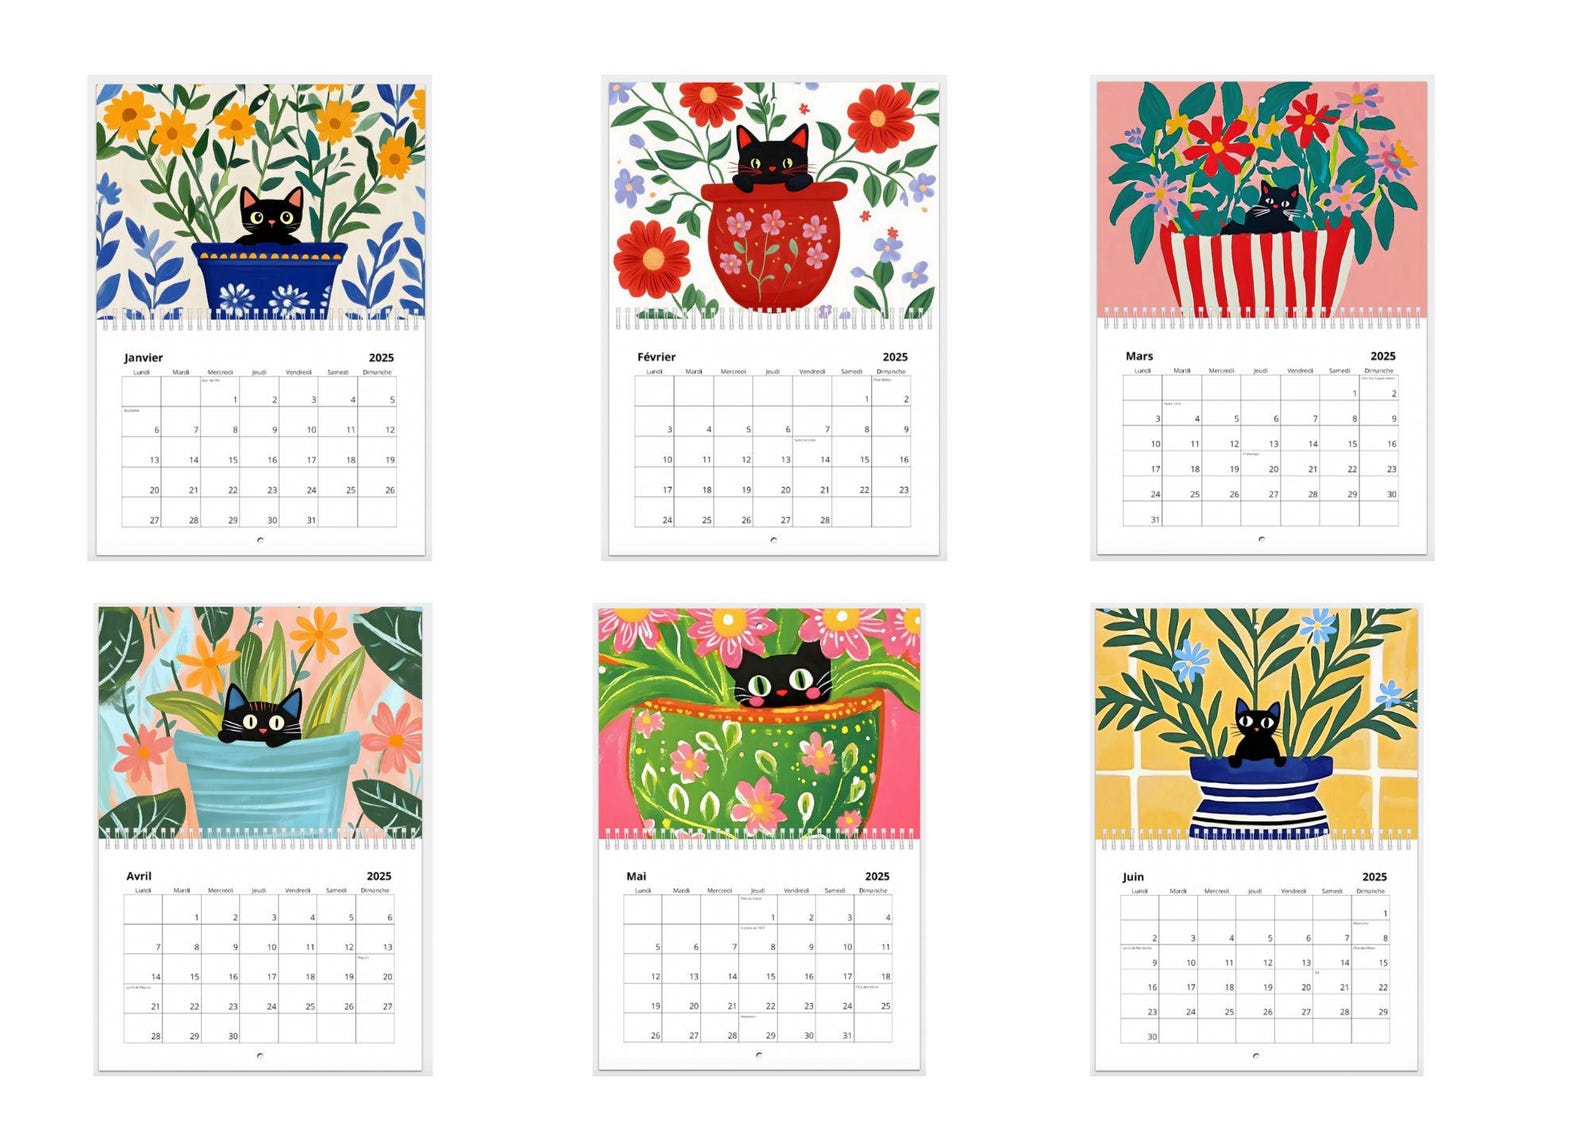 Janvier 2025
Lundi Mardi Mercredi Jeudi Vendredi Samedi Dimanche
1 2 3 4 5
6 7 8 9 10 11 12
13 14 15 16 17 18 19
20 21 22 23 24 25 26
27 28 29 30 31
Février 2025
Lundi Mardi Mercredi Jeudi Vendredi Samedi Dimanche
1 2
3 4 5 6 7 8 9
10 11 12 13 14 15 16
17 18 19 20 21 22 23
24 25 26 27 28
Mars 2025
Lundi Mardi Mercredi Jeudi Vendredi Samedi Dimanche
1 2
3 4 5 6 7 8 9
10 11 12 13 14 15 16
17 18 19 20 21 22 23
24 25 26 27 28 29 30
31
Avril 2025
Lundi Mardi Mercredi Jeudi Vendredi Samedi Dimanche
1 2 3 4 5 6
7 8 9 10 11 12 13
14 15 16 17 18 19 20
21 22 23 24 25 26 27
28 29 30
Mai 2025
Lundi Mardi Mercredi Jeudi Vendredi Samedi Dimanche
1 2 3 4
5 6 7 8 9 10 11
12 13 14 15 16 17 18
19 20 21 22 23 24 25
26 27 28 29 30 31
Juin 2025
Lundi Mardi Mercredi Jeudi Vendredi Samedi Dimanche
1
2 3 4 5 6 7 8
9 10 11 12 13 14 15
16 17 18 19 20 21 22
23 24 25 26 27 28 29
30